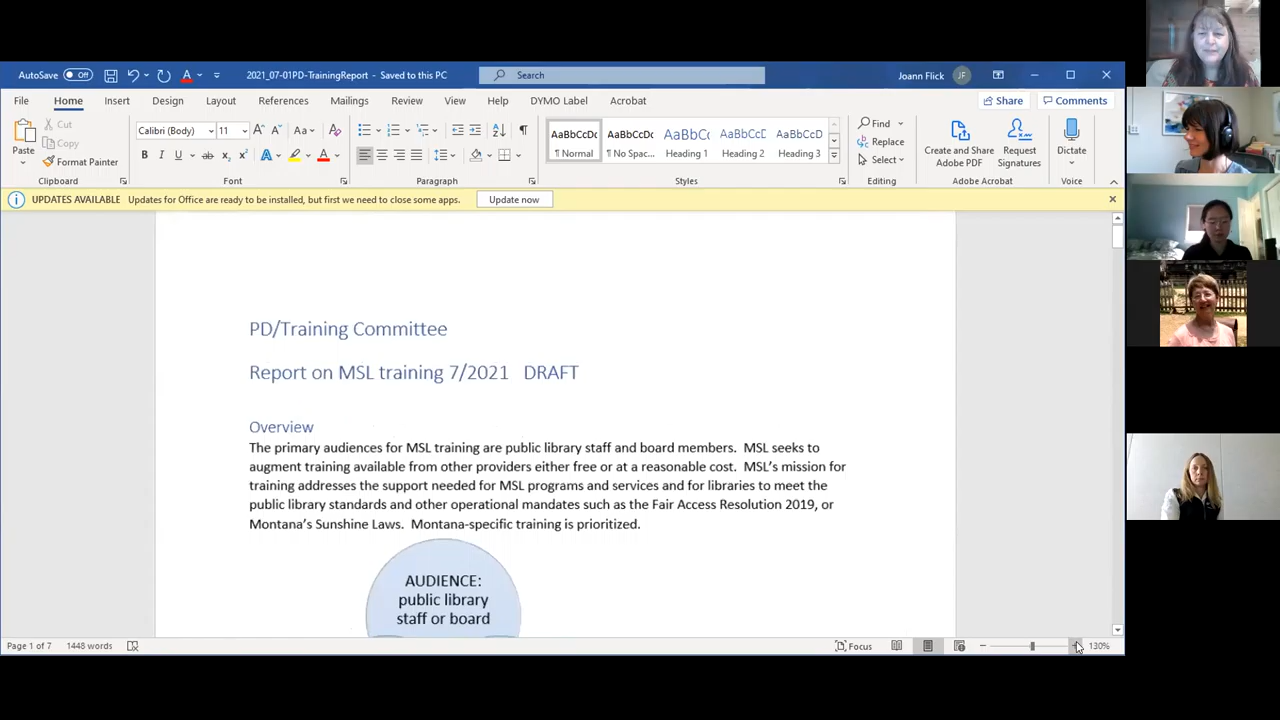 AutoSave Off 2021_07-01PD-TrainingReport - Saved to this PC Search Joann Flick JF
File Home Insert Design Layout References Mailings Review View Help DYMO Label Acrobat Share Comments
Paste Cut Copy Format Painter
Calibri (Body) 11 Aa A
B I U ab x₂ x² A A
AaBbCcDc AaBbCcDc AaBbCc AaBbCcD AaBbCcD
¶ Normal ¶ No Spac... Heading 1 Heading 2 Heading 3
Find Replace Select
Create and Share Adobe PDF
Request Signatures
Dictate
Clipboard Font Paragraph Styles Editing Adobe Acrobat Voice
UPDATES AVAILABLE Updates for Office are ready to be installed, but first we need to close some apps. Update now
PD/Training Committee
Report on MSL training 7/2021 DRAFT
Overview
The primary audiences for MSL training are public library staff and board members. MSL seeks to
augment training available from other providers either free or at a reasonable cost. MSL's mission for
training addresses the support needed for MSL programs and services and for libraries to meet the
public library standards and other operational mandates such as the Fair Access Resolution 2019, or
Montana's Sunshine Laws. Montana-specific training is prioritized.
AUDIENCE:
public library
staff or board
Page 1 of 7 1448 words Focus 130%